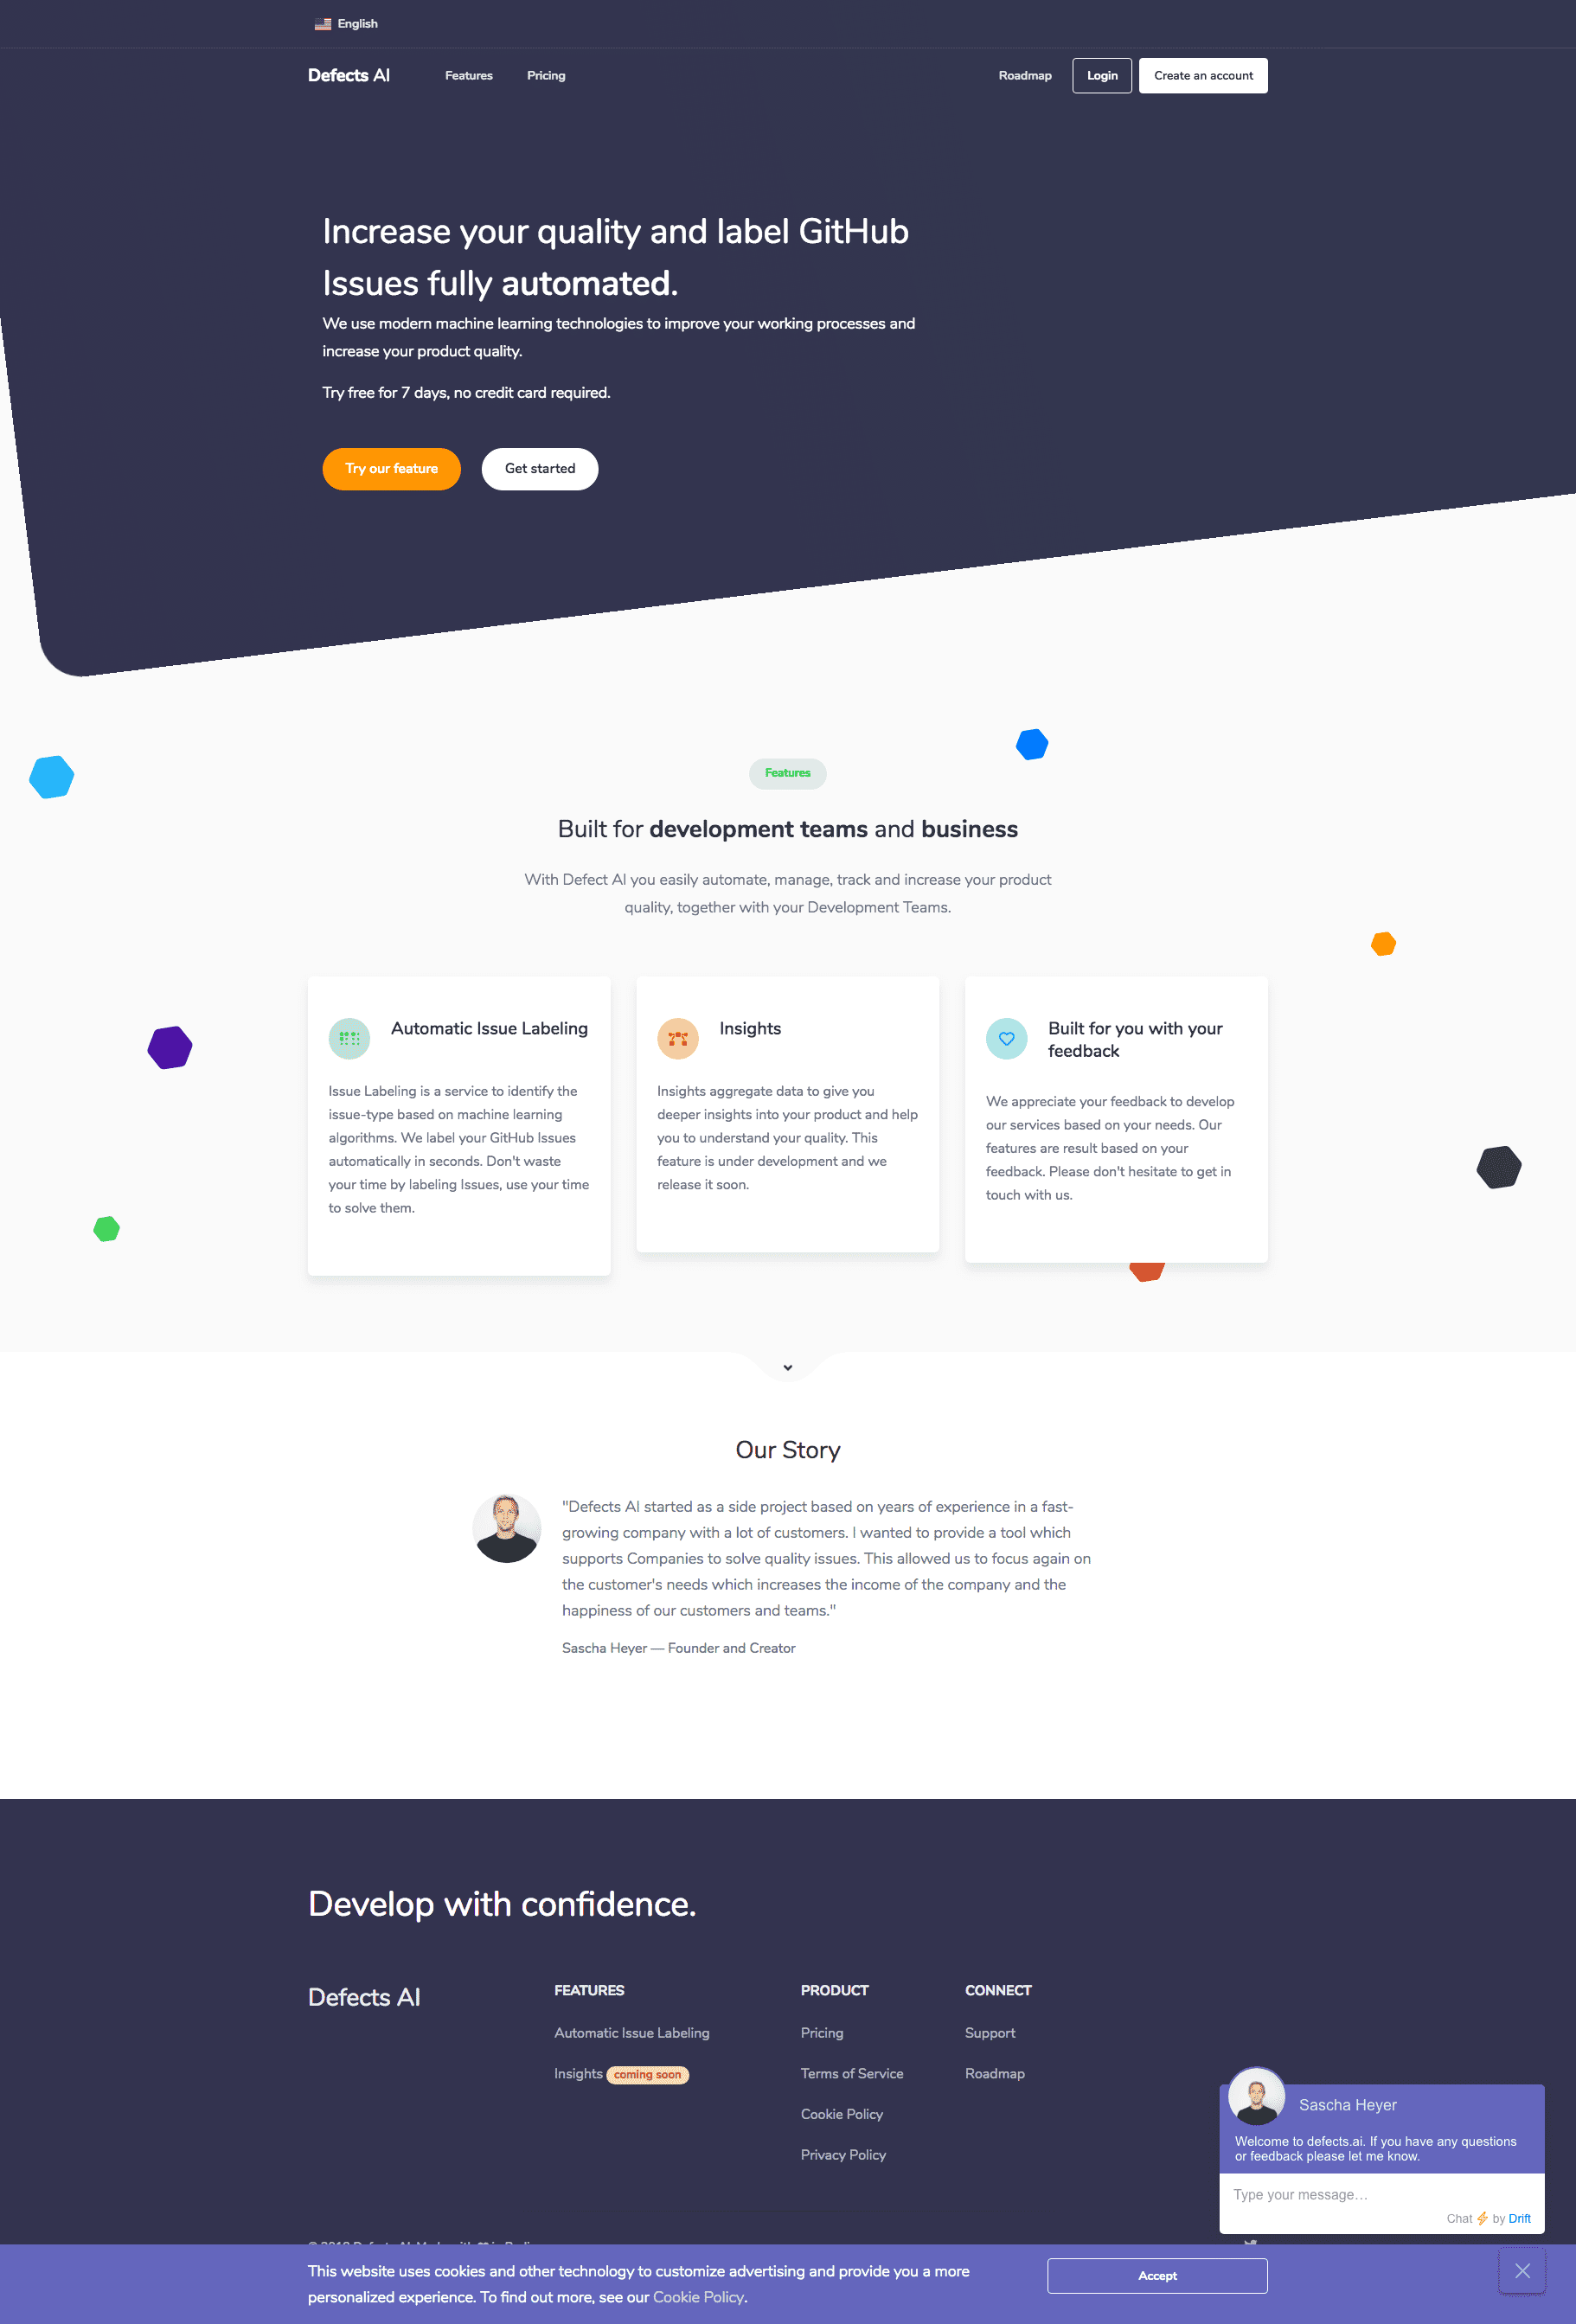 English
Defects AI
Features
Pricing
Roadmap
Login
Create an account
Increase your quality and label GitHub
Issues fully automated.
We use modern machine learning technologies to improve your working processes and
increase your product quality.
Try free for 7 days, no credit card required.
Try our feature
Get started
Features
Built for development teams and business
With Defect AI you easily automate, manage, track and increase your product
quality, together with your Development Teams.
Automatic Issue Labeling
Issue Labeling is a service to identify the
issue-type based on machine learning
algorithms. We label your GitHub Issues
automatically in seconds. Don't waste
your time by labeling Issues, use your time
to solve them.
Insights
Insights aggregate data to give you
deeper insights into your product and help
you to understand your quality. This
feature is under development and we
release it soon.
Built for you with your
feedback
We appreciate your feedback to develop
our services based on your needs. Our
features are result based on your
feedback. Please don't hesitate to get in
touch with us.
Our Story
"Defects AI started as a side project based on years of experience in a fast-
growing company with a lot of customers. I wanted to provide a tool which
supports Companies to solve quality issues. This allowed us to focus again on
the customer's needs which increases the income of the company and the
happiness of our customers and teams."
Sascha Heyer — Founder and Creator
Develop with confidence.
Defects AI
FEATURES
Automatic Issue Labeling
Insights coming soon
PRODUCT
Pricing
Terms of Service
Cookie Policy
Privacy Policy
CONNECT
Support
Roadmap
Sascha Heyer
Welcome to defects.ai. If you have any questions
or feedback please let me know.
Type your message...
Chat ⚡ by Drift
This website uses cookies and other technology to customize advertising and provide you a more
personalized experience. To find out more, see our Cookie Policy.
Accept